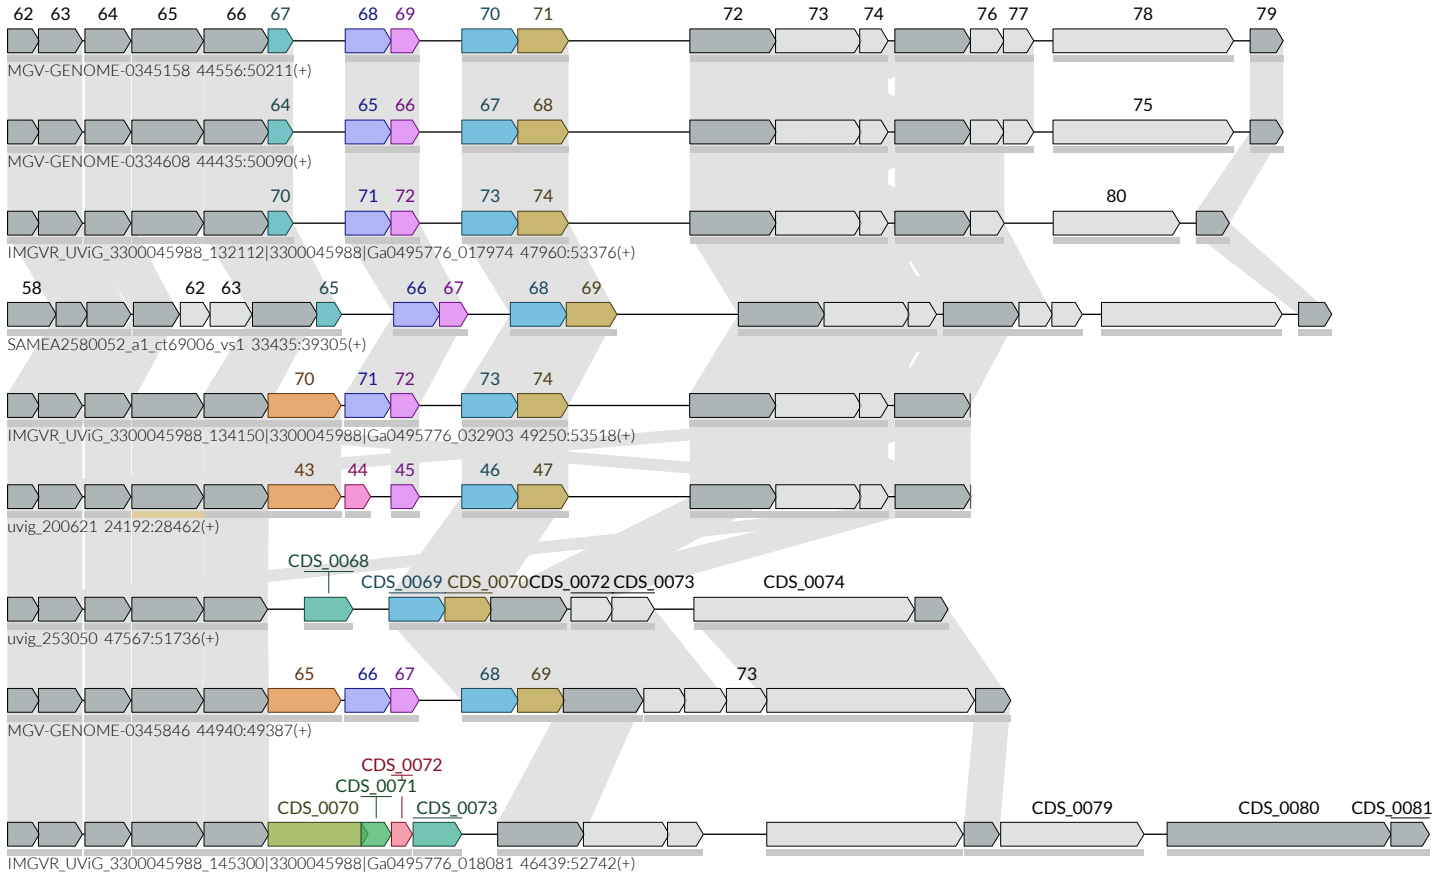 62 63 64 65 66 67 68 69 70 71 72 73 74 76 77 78 79
MGV-GENOME-0345158 44556:50211(+)
64 65 66 67 68 75
MGV-GENOME-0334608 44435:50090(+)
70 71 72 73 74 80
IMGVR_UViG_3300045988_132112|3300045988|Ga0495776_017974 47960:53376(+)
58 62 63 65 66 67 68 69
SAMEA2580052_a1_ct69006_vs1 33435:39305(+)
70 71 72 73 74
IMGVR_UViG_3300045988_134150|3300045988|Ga0495776_032903 49250:53518(+)
43 44 45 46 47
uvig_200621 24192:28462(+)
CDS_0068
CDS_0069 CDS_0070 CDS_0072 CDS_0073 CDS_0074
uvig_253050 47567:51736(+)
65 66 67 68 69 73
MGV-GENOME-0345846 44940:49387(+)
CDS_0072
CDS_0071
CDS_0070 CDS_0073 CDS_0079 CDS_0080 CDS_0081
IMGVR_UViG_3300045988_145300|3300045988|Ga0495776_018081 46439:52742(+)